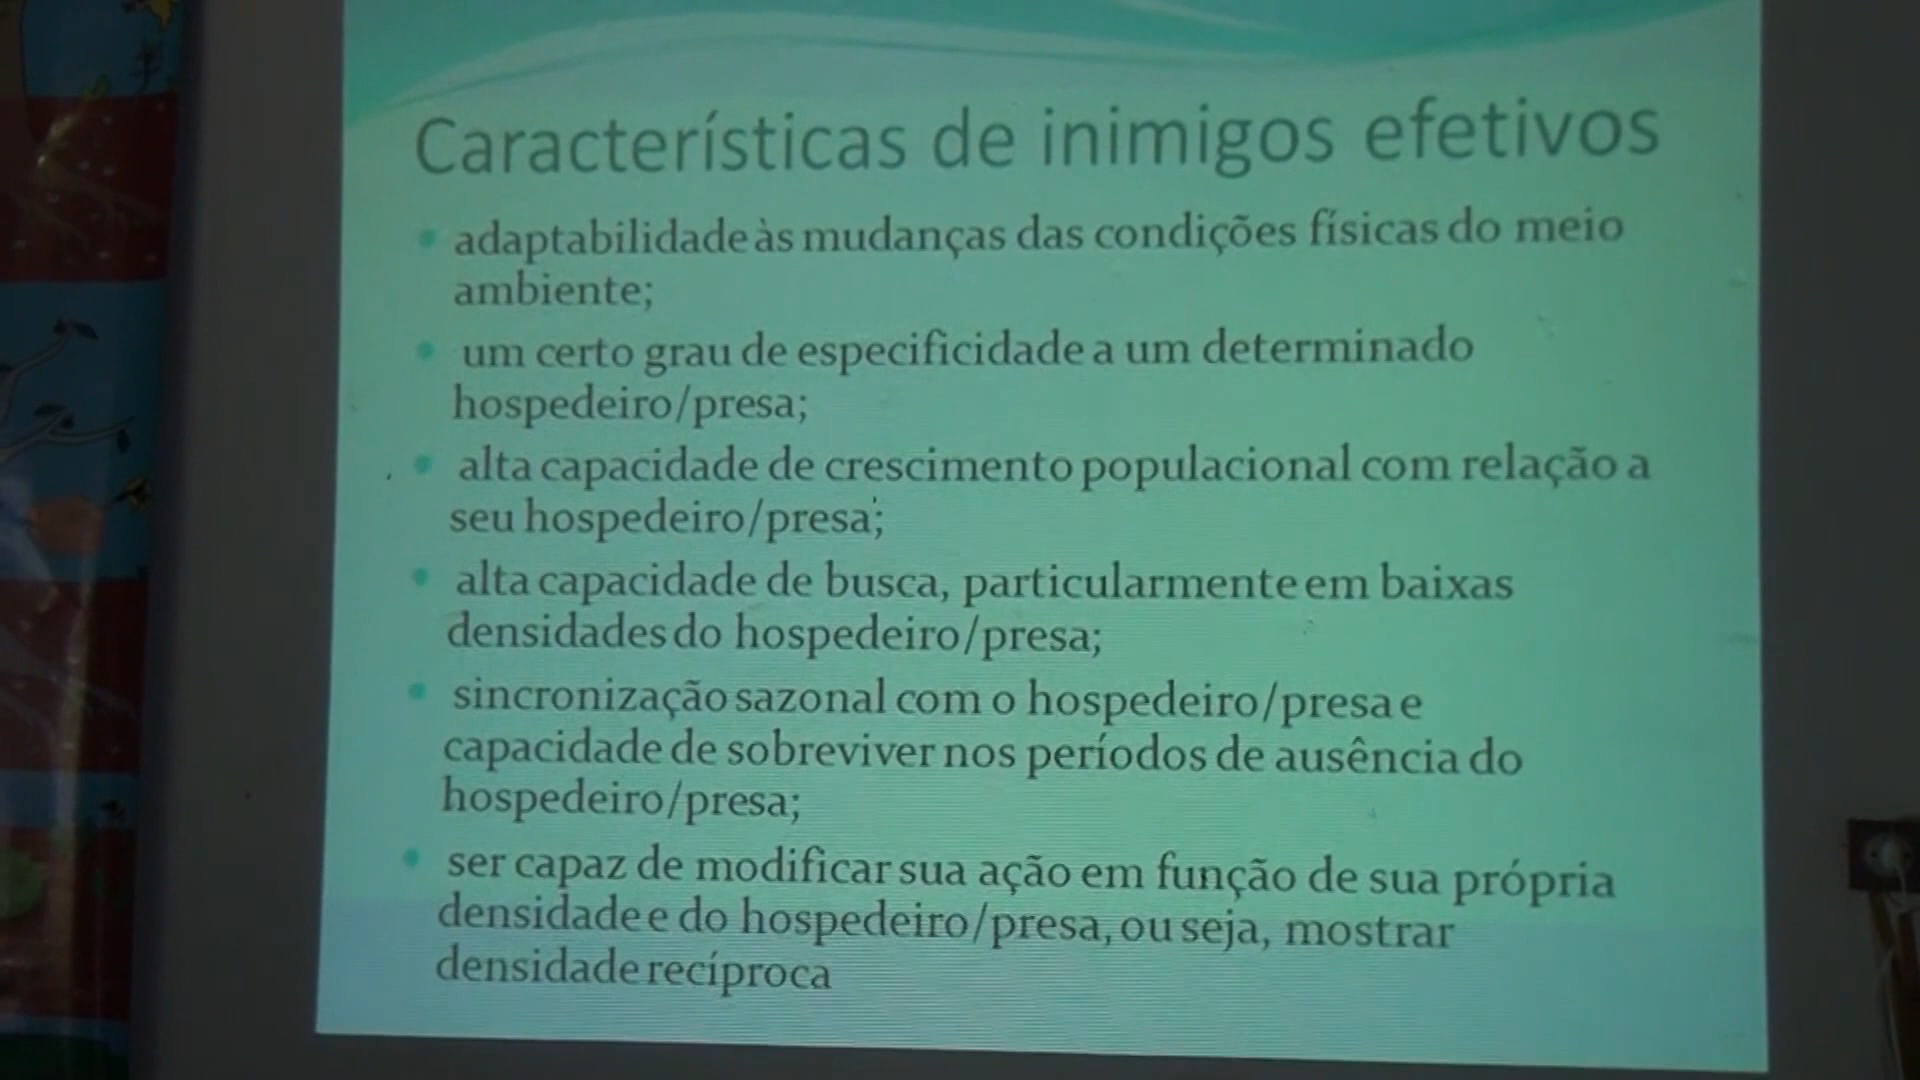 Características de inimigos efetivos
adaptabilidade às mudanças das condições físicas do meio
ambiente;
um certo grau de especificidade a um determinado
hospedeiro/presa;
alta capacidade de crescimento populacional com relação a
seu hospedeiro/presa;
alta capacidade de busca, particularmente em baixas
densidades do hospedeiro/presa;
sincronização sazonal com o hospedeiro/presa e
capacidade de sobreviver nos períodos de ausência do
hospedeiro/presa;
ser capaz de modificar sua ação em função de sua própria
densidade e do hospedeiro/presa, ou seja, mostrar
densidade recíproca